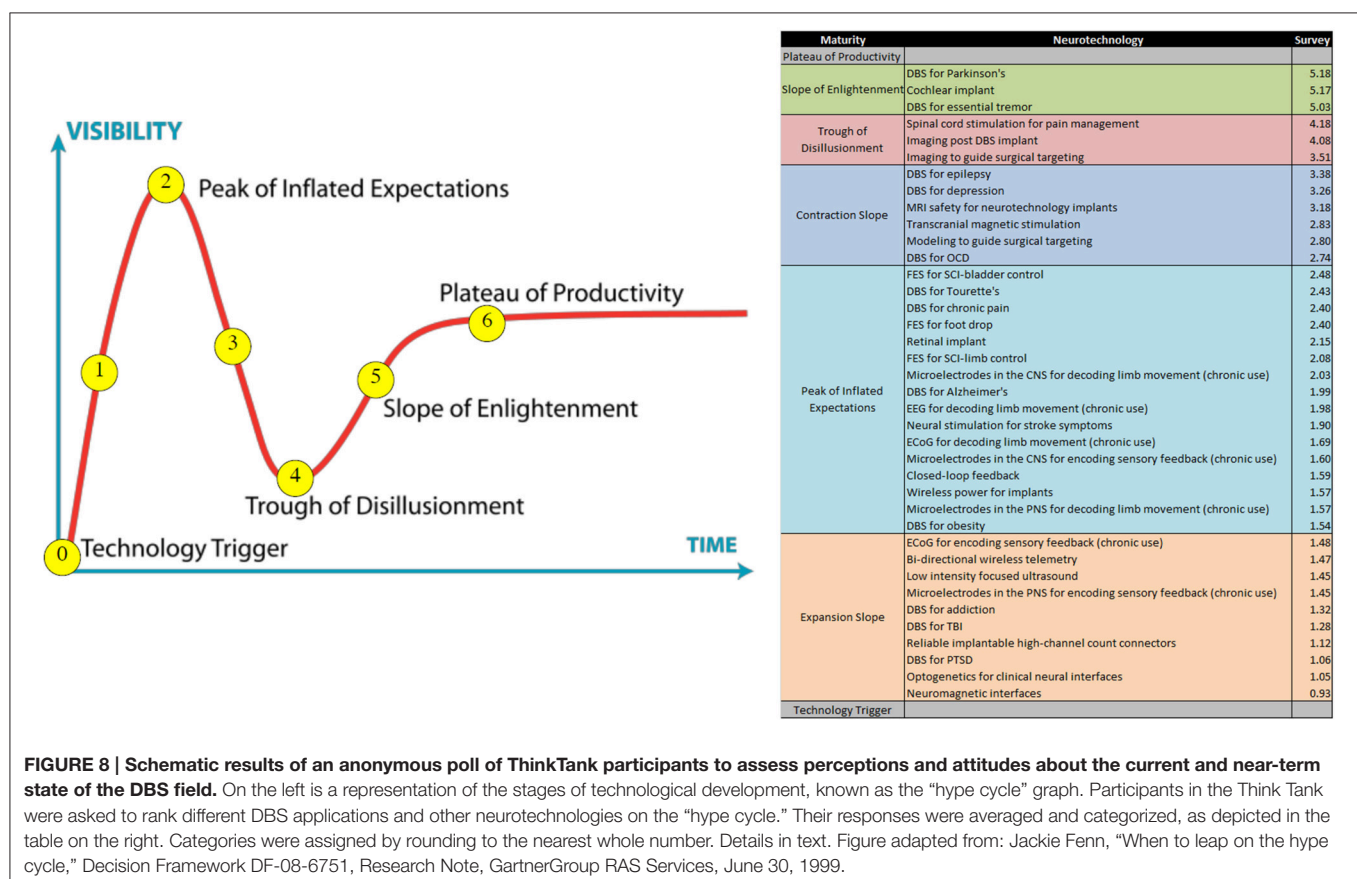 VISIBILITY
2
Peak of Inflated Expectations
1
3
Plateau of Productivity
6
5
Slope of Enlightenment
4
Trough of Disillusionment
0
Technology Trigger
TIME
Maturity Neurotechnology Survey
Plateau of Productivity
DBS for Parkinson's 5.18
Slope of Enlightenment Cochlear implant 5.17
DBS for essential tremor 5.03
Trough of
Disillusionment
Spinal cord stimulation for pain management 4.18
Imaging post DBS implant 4.08
Imaging to guide surgical targeting 3.51
Contraction Slope
DBS for epilepsy 3.38
DBS for depression 3.26
MRI safety for neurotechnology implants 3.18
Transcranial magnetic stimulation 2.83
Modeling to guide surgical targeting 2.80
DBS for OCD 2.74
Peak of Inflated
Expectations
FES for SCI-bladder control 2.48
DBS for Tourette's 2.43
DBS for chronic pain 2.40
FES for foot drop 2.40
Retinal implant 2.15
FES for SCI-limb control 2.08
Microelectrodes in the CNS for decoding limb movement (chronic use) 2.03
DBS for Alzheimer's 1.99
EEG for decoding limb movement (chronic use) 1.98
Neural stimulation for stroke symptoms 1.90
ECoG for decoding limb movement (chronic use) 1.69
Microelectrodes in the CNS for encoding sensory feedback (chronic use) 1.60
Closed-loop feedback 1.59
Wireless power for implants 1.57
Microelectrodes in the PNS for decoding limb movement (chronic use) 1.57
DBS for obesity 1.54
Expansion Slope
ECoG for encoding sensory feedback (chronic use) 1.48
Bi-directional wireless telemetry 1.47
Low intensity focused ultrasound 1.45
Microelectrodes in the PNS for encoding sensory feedback (chronic use) 1.45
DBS for addiction 1.32
DBS for TBI 1.28
Reliable implantable high-channel count connectors 1.12
DBS for PTSD 1.06
Optogenetics for clinical neural interfaces 1.05
Neuromagnetic interfaces 0.93
Technology Trigger
FIGURE 8 | Schematic results of an anonymous poll of ThinkTank participants to assess perceptions and attitudes about the current and near-term
state of the DBS field. On the left is a representation of the stages of technological development, known as the “hype cycle” graph. Participants in the Think Tank
were asked to rank different DBS applications and other neurotechnologies on the “hype cycle.” Their responses were averaged and categorized, as depicted in the
table on the right. Categories were assigned by rounding to the nearest whole number. Details in text. Figure adapted from: Jackie Fenn, “When to leap on the hype
cycle,” Decision Framework DF-08-6751, Research Note, GartnerGroup RAS Services, June 30, 1999.